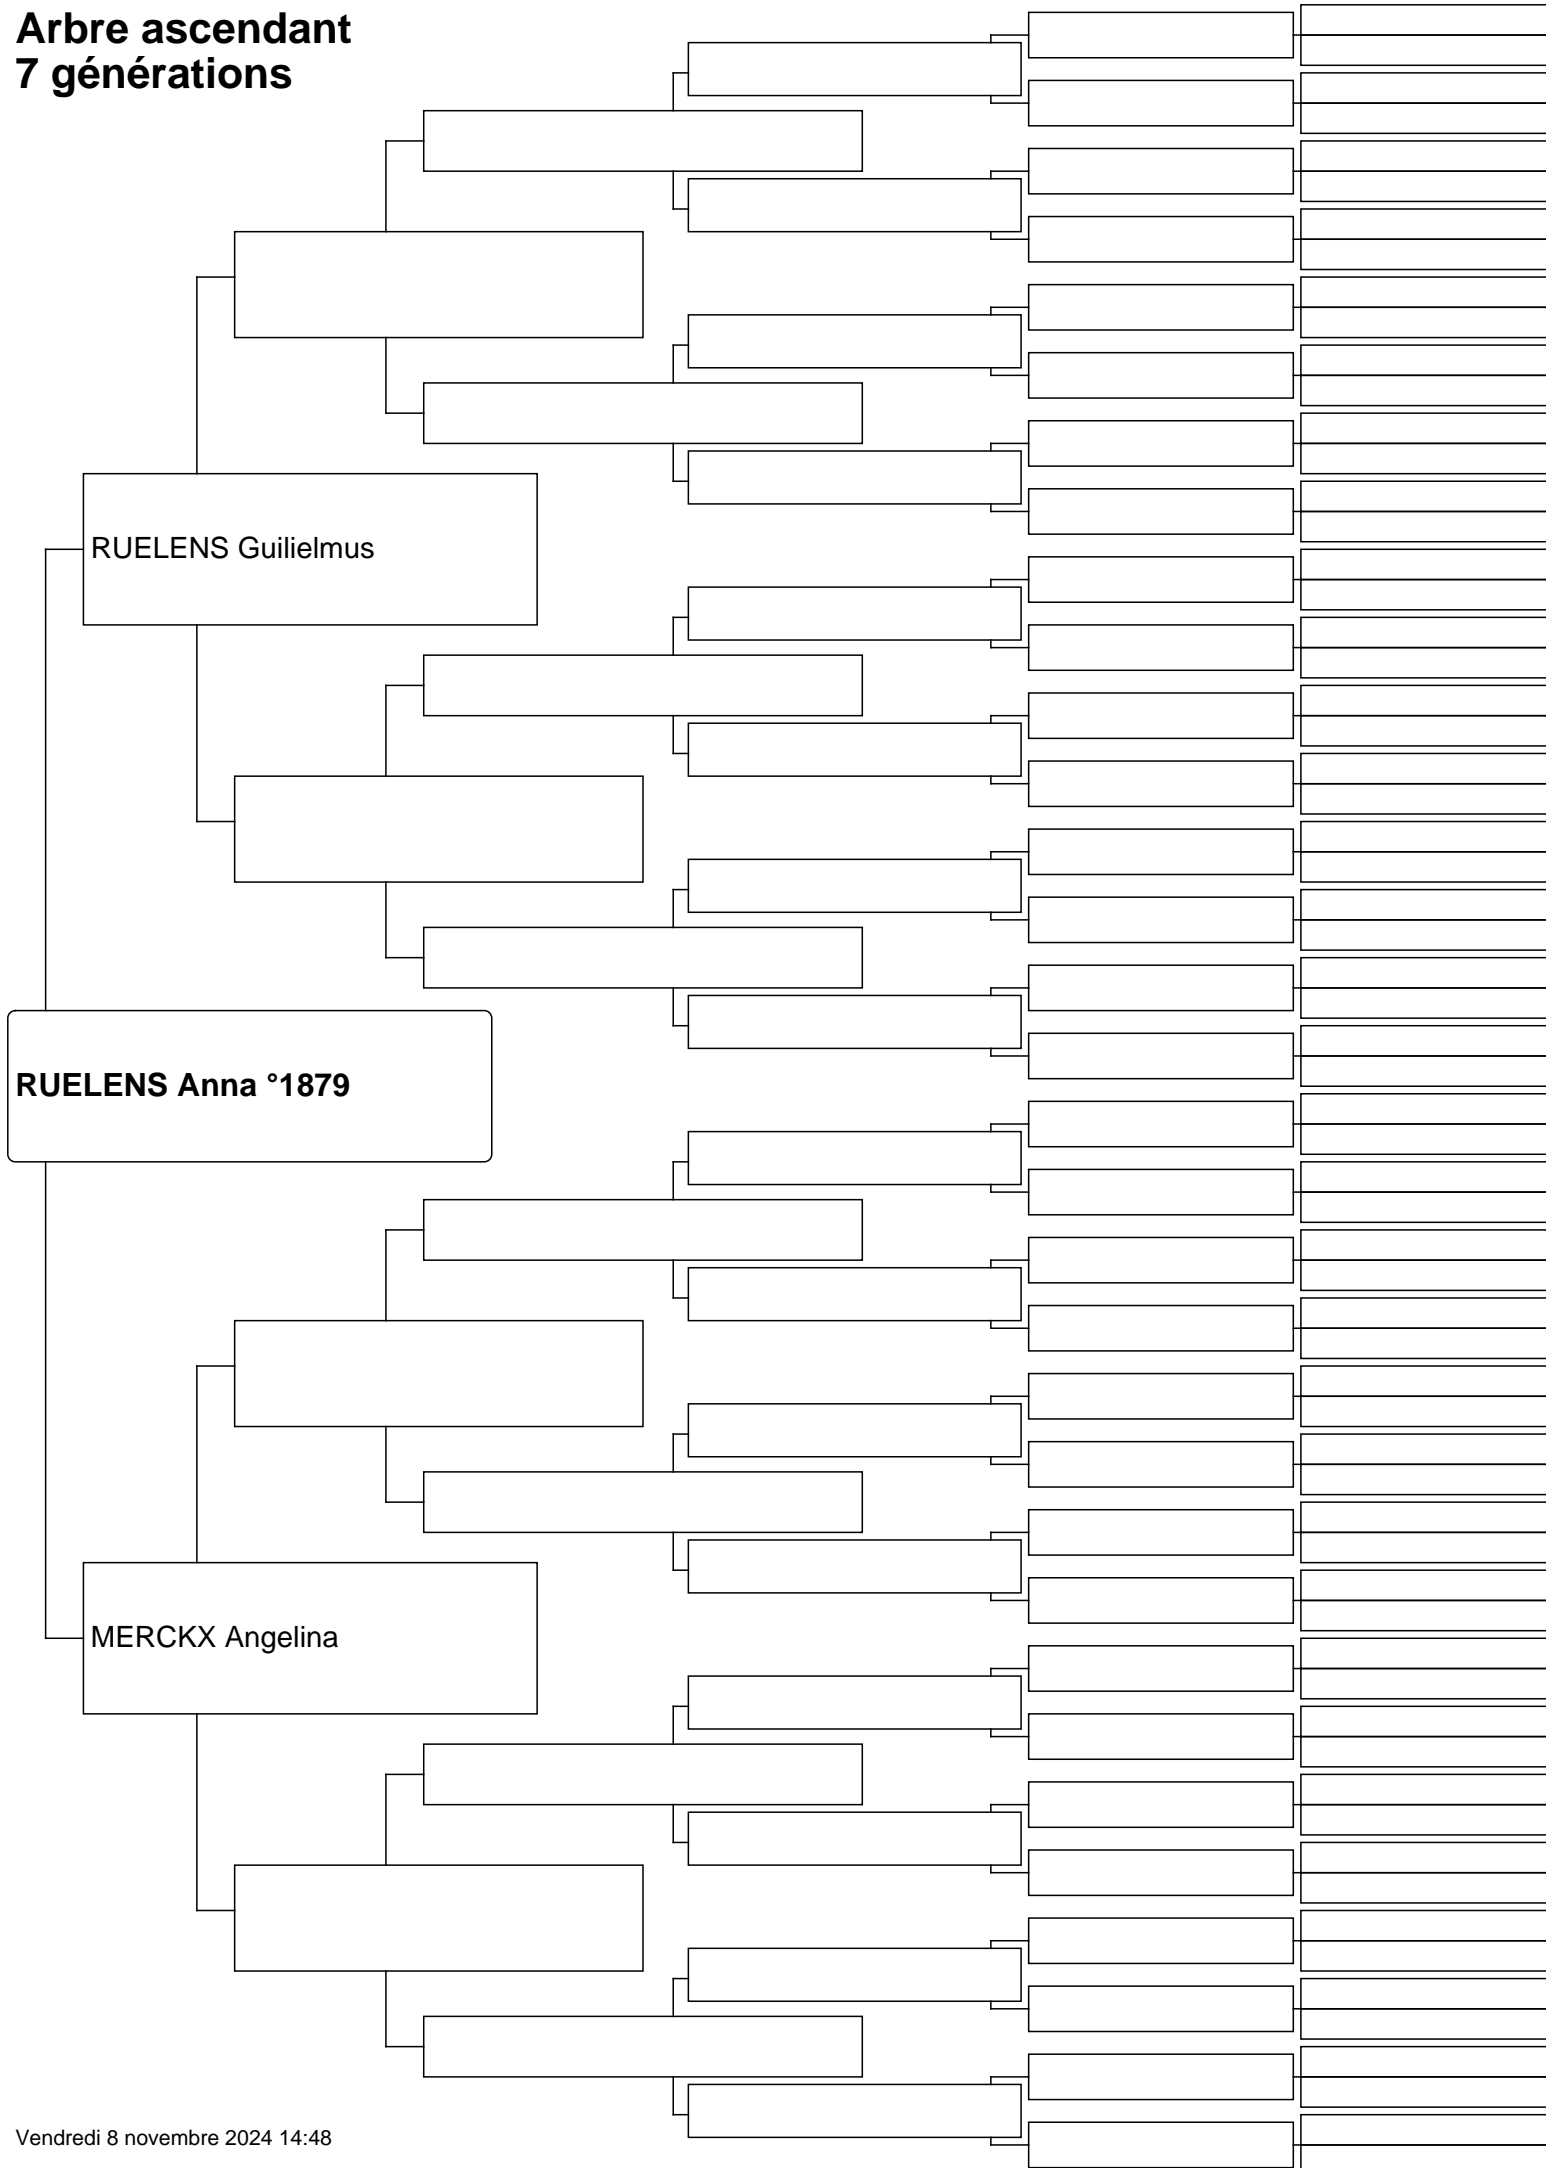 Arbre ascendant
7 générations
RUELENS Guilielmus
RUELENS Anna °1879
MERCKX Angelina
Vendredi 8 novembre 2024 14:48